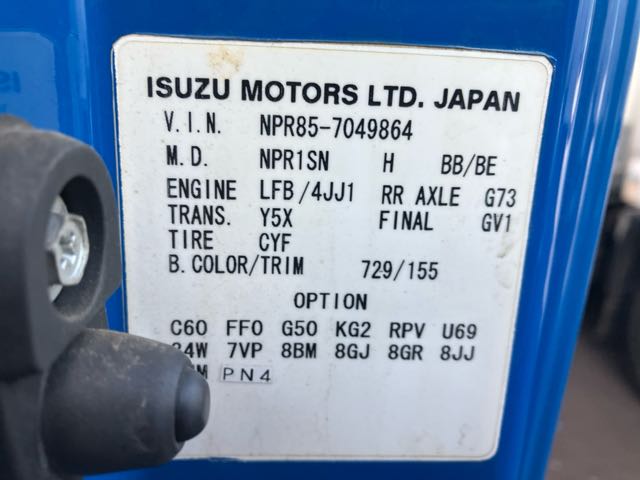 ISUZU MOTORS LTD. JAPAN
V.I.N. NPR85-7049864
M.D. NPR1SN H BB/BE
ENGINE LFB/4JJ1 RR AXLE G73
TRANS. Y5X FINAL GV1
TIRE CYF
B.COLOR/TRIM 729/155
OPTION
C60 FF0 G50 KG2 RPV U69
7VP 8BM 8GJ 8GR 8JJ
PN4